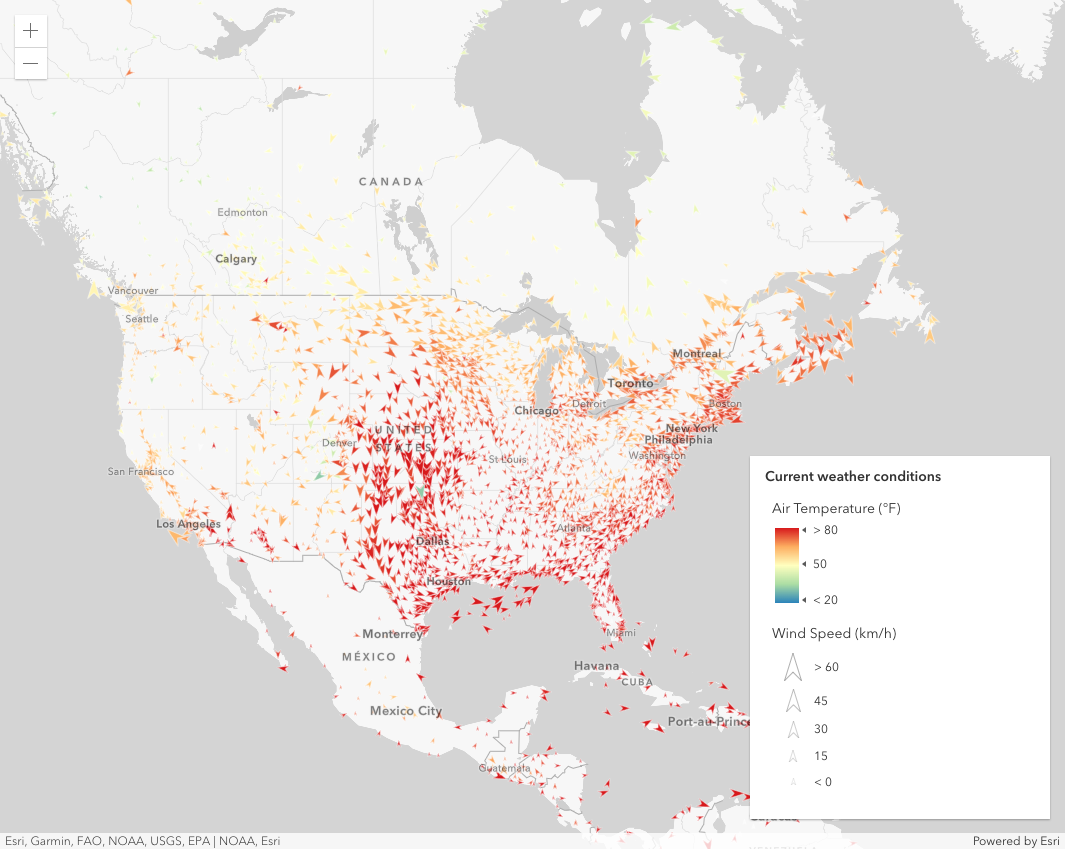 +
−
CANADA
Edmonton
Calgary
Vancouver
Seattle
Montreal
Toronto
Detroit
Boston
Chicago
New York
Philadelphia
UNITED
STATES
Denver
St Louis
Washington
San Francisco
Los Angeles
Atlanta
Dallas
Houston
Monterrey
Miami
MÉXICO
Havana
CUBA
Mexico City
Port-au-Prince
Guatemala
Current weather conditions
Air Temperature (°F)
> 80
50
< 20
Wind Speed (km/h)
> 60
45
30
15
< 0
Esri, Garmin, FAO, NOAA, USGS, EPA | NOAA, Esri
Powered by Esri